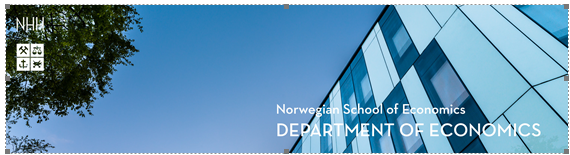 NHH
Norwegian School of Economics
DEPARTMENT OF ECONOMICS